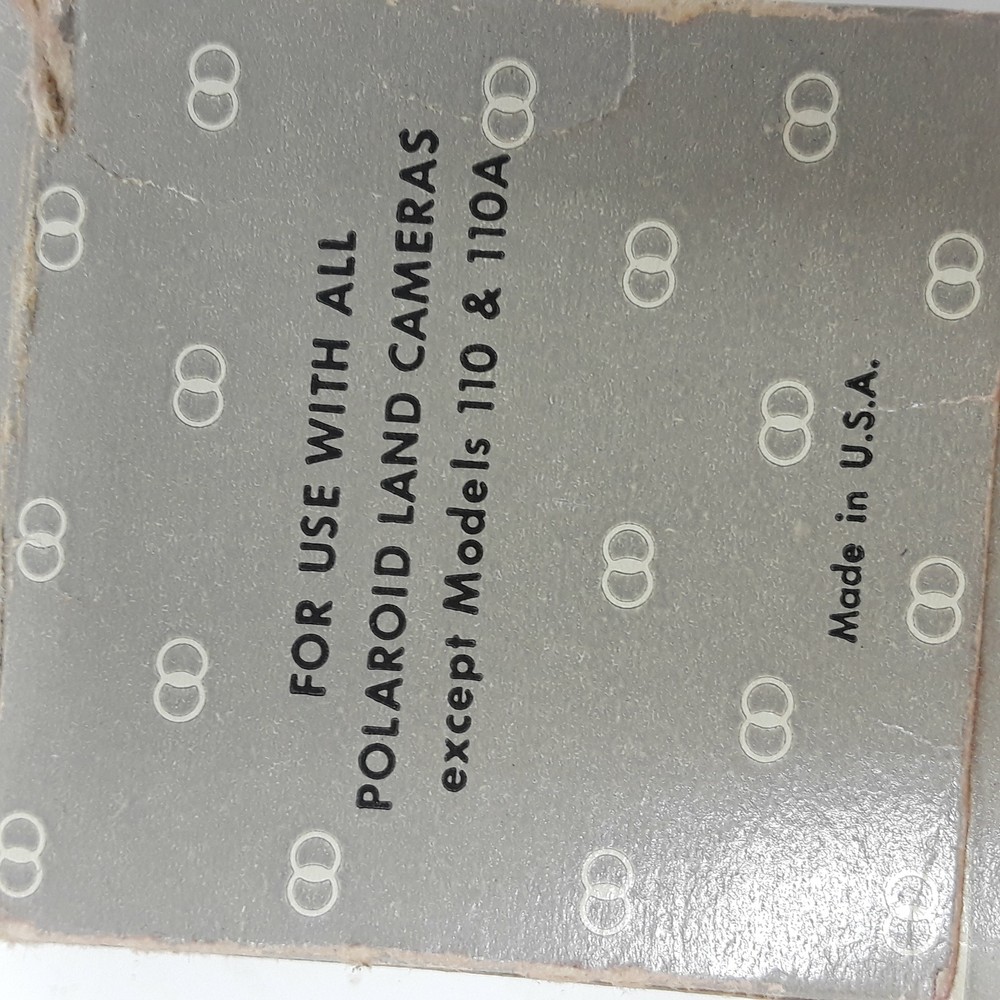 FOR USE WITH ALL
POLAROID LAND CAMERAS
except Models 110 & 110A
Made in U.S.A.